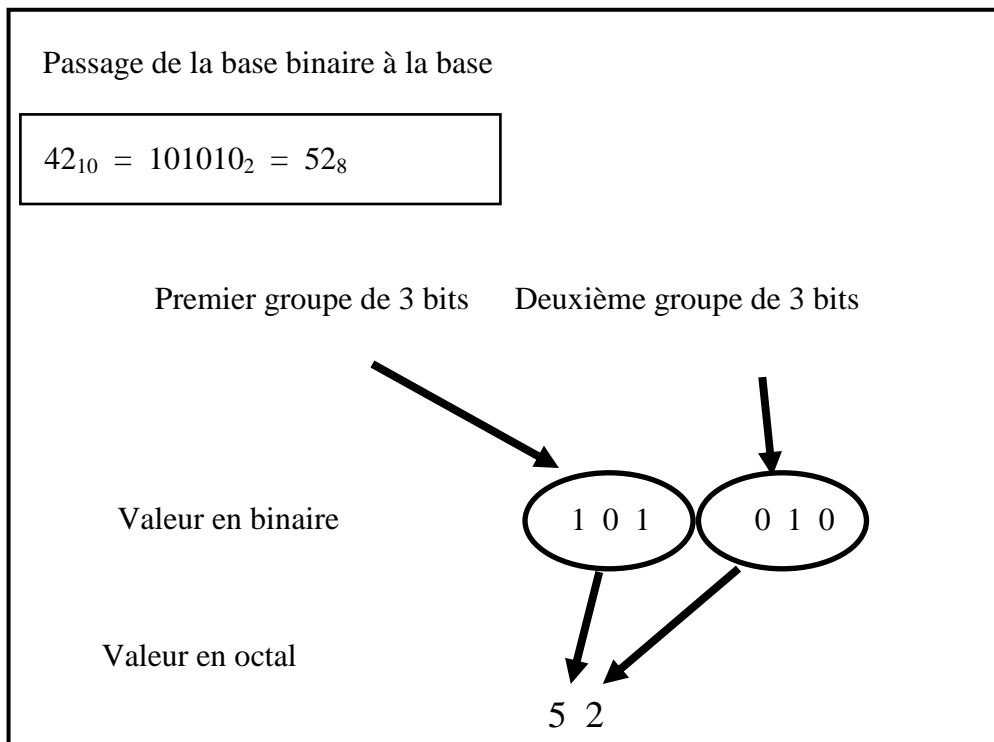 Passage de la base binaire à la base
42₁₀ = 101010₂ = 52₈
Premier groupe de 3 bits Deuxième groupe de 3 bits
Valeur en binaire 1 0 1 0 1 0
Valeur en octal
5 2